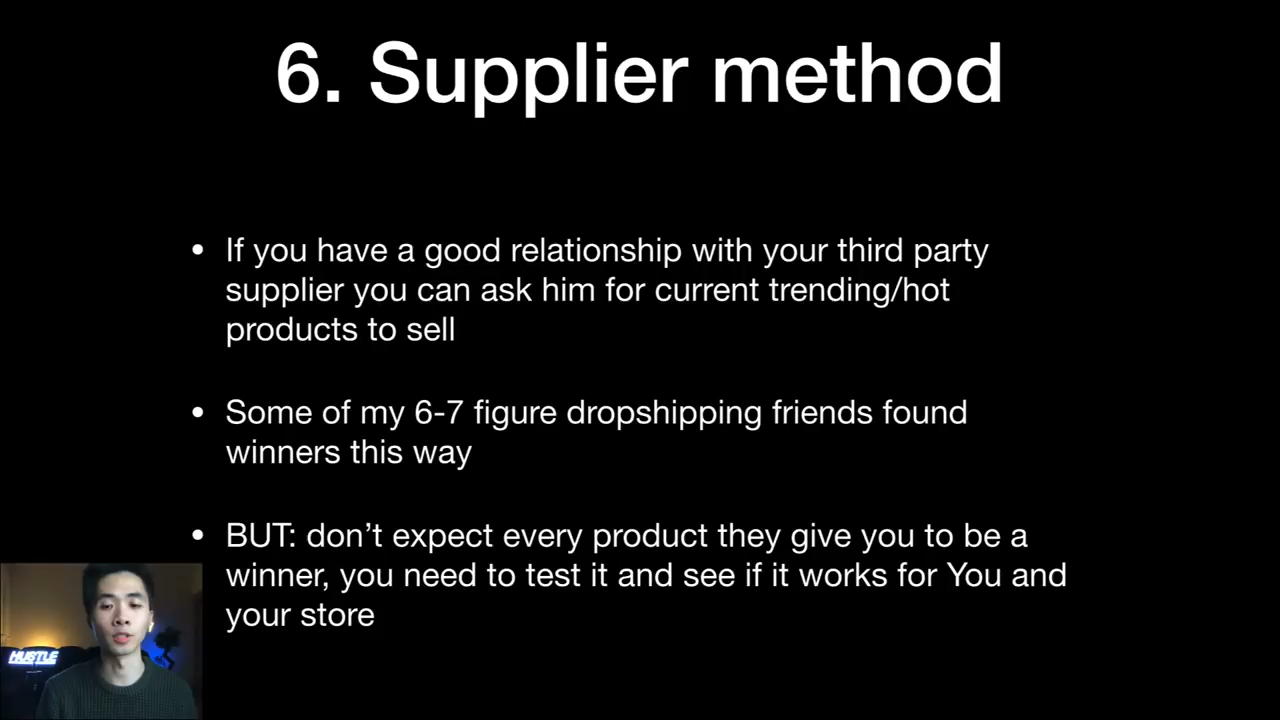 6. Supplier method
• If you have a good relationship with your third party
supplier you can ask him for current trending/hot
products to sell
• Some of my 6-7 figure dropshipping friends found
winners this way
• BUT: don’t expect every product they give you to be a
winner, you need to test it and see if it works for You and
your store
HUSTLE